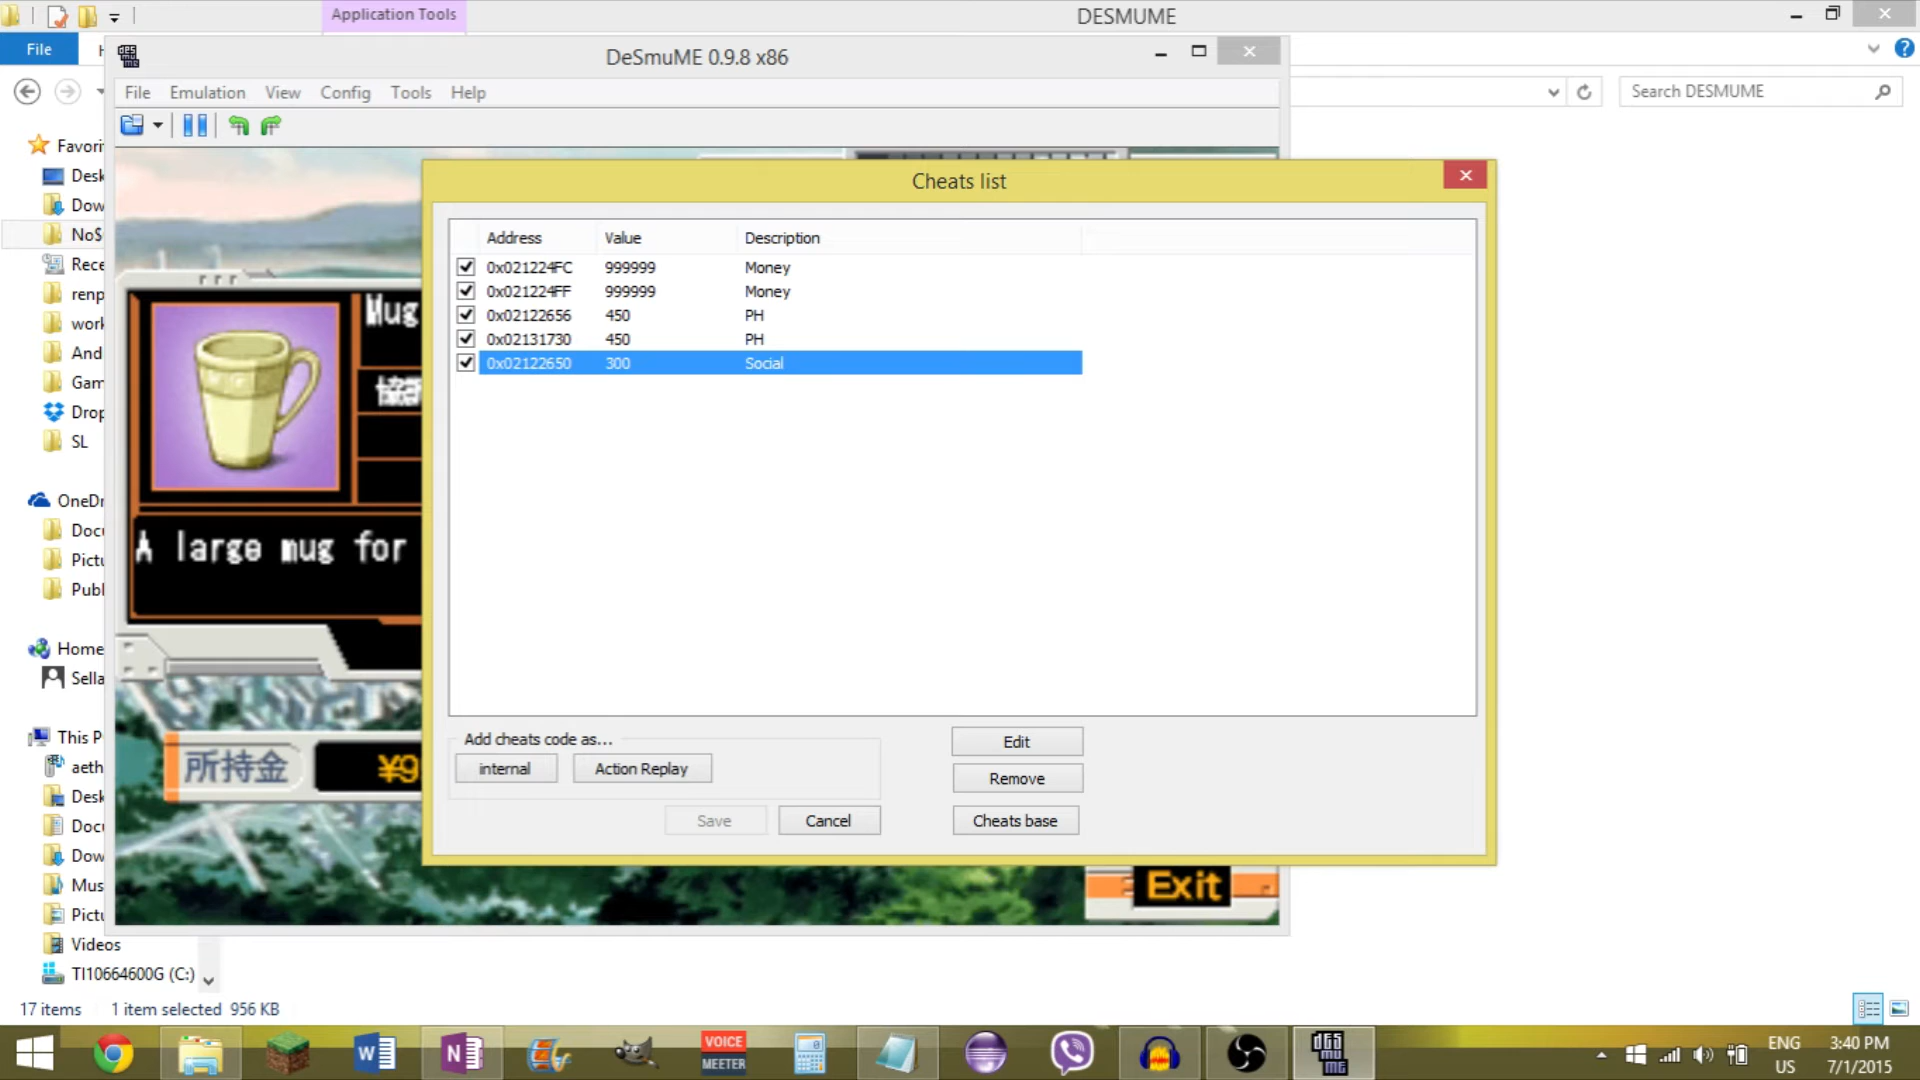 Application Tools
DESMUME
File
DeSmuME 0.9.8 x86
File Emulation View Config Tools Help
Search DESMUME
Favori
Desk
Dow
No$
Rece
renp
work
And
Gam
Drop
SL
OneDr
Docu
Pictu
Publ
Home
Sella
This P
aeth
Desk
Docu
Dow
Mus
Pictu
Videos
TI10664600G (C:)
Mug
A large mug for
所持金
¥9
Exit
Cheats list
Address Value Description
0x021224FC 999999 Money
0x021224FF 999999 Money
0x02122656 450 PH
0x02131730 450 PH
0x02122650 300 Social
Add cheats code as...
internal Action Replay
Edit
Remove
Save Cancel Cheats base
17 items 1 item selected 956 KB
VOICE
MEETER
ENG
US
3:40 PM
7/1/2015